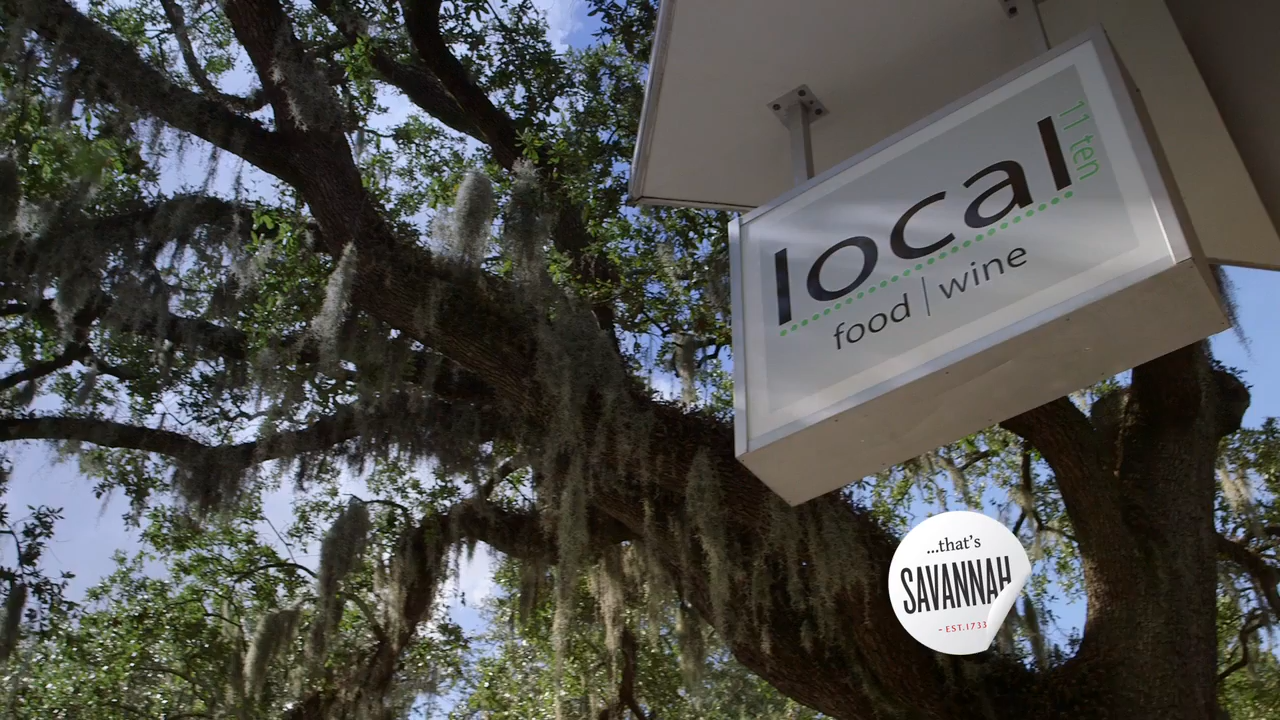 local
11 ten
food | wine
...that's
SAVANNAH
- EST.1733